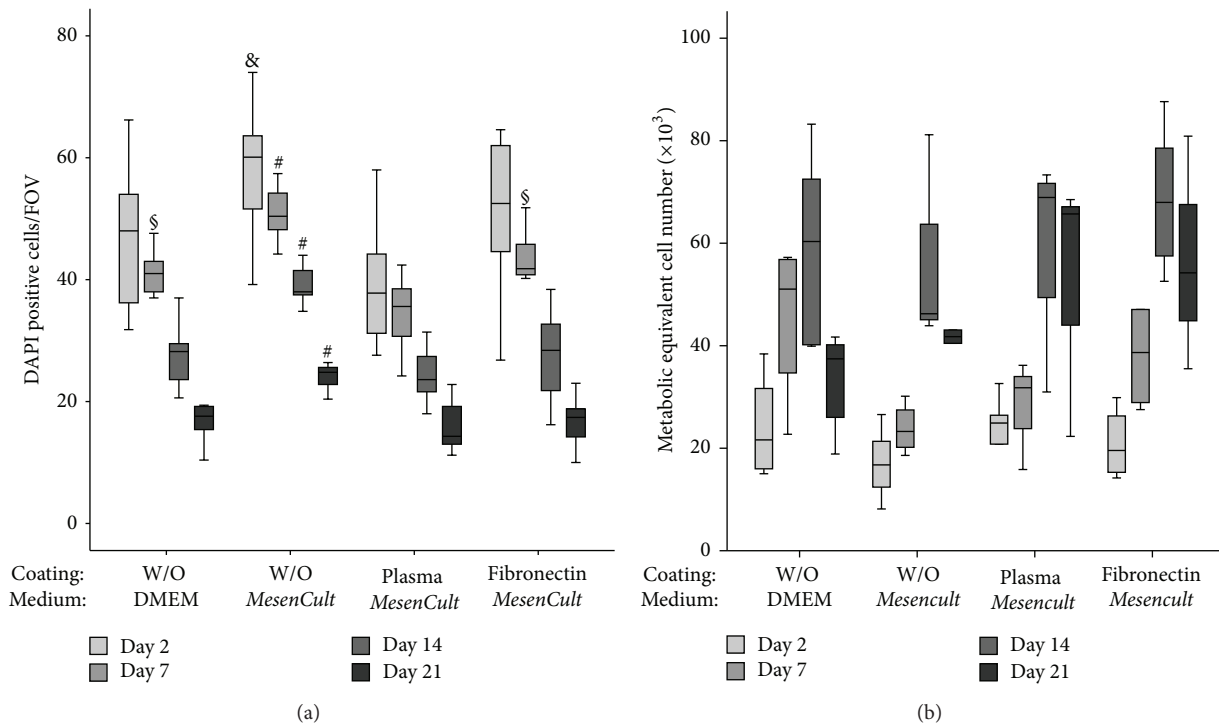 80
60
40
20
0
DAPI positive cells/FOV
§
&
#
#
#
§
Coating: W/O W/O Plasma Fibronectin
Medium: DMEM MesenCult MesenCult MesenCult
Day 2 Day 14
Day 7 Day 21
(a)
100
80
60
40
20
0
Metabolic equivalent cell number (×10³)
Coating: W/O W/O Plasma Fibronectin
Medium: DMEM Mesencult Mesencult Mesencult
Day 2 Day 14
Day 7 Day 21
(b)